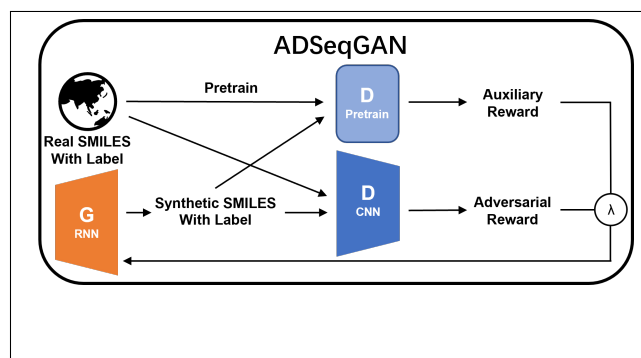 ADSeqGAN
Pretrain
D
Pretrain
Auxiliary
Reward
Real SMILES
With Label
G
RNN
Synthetic SMILES
With Label
D
CNN
Adversarial
Reward
λ